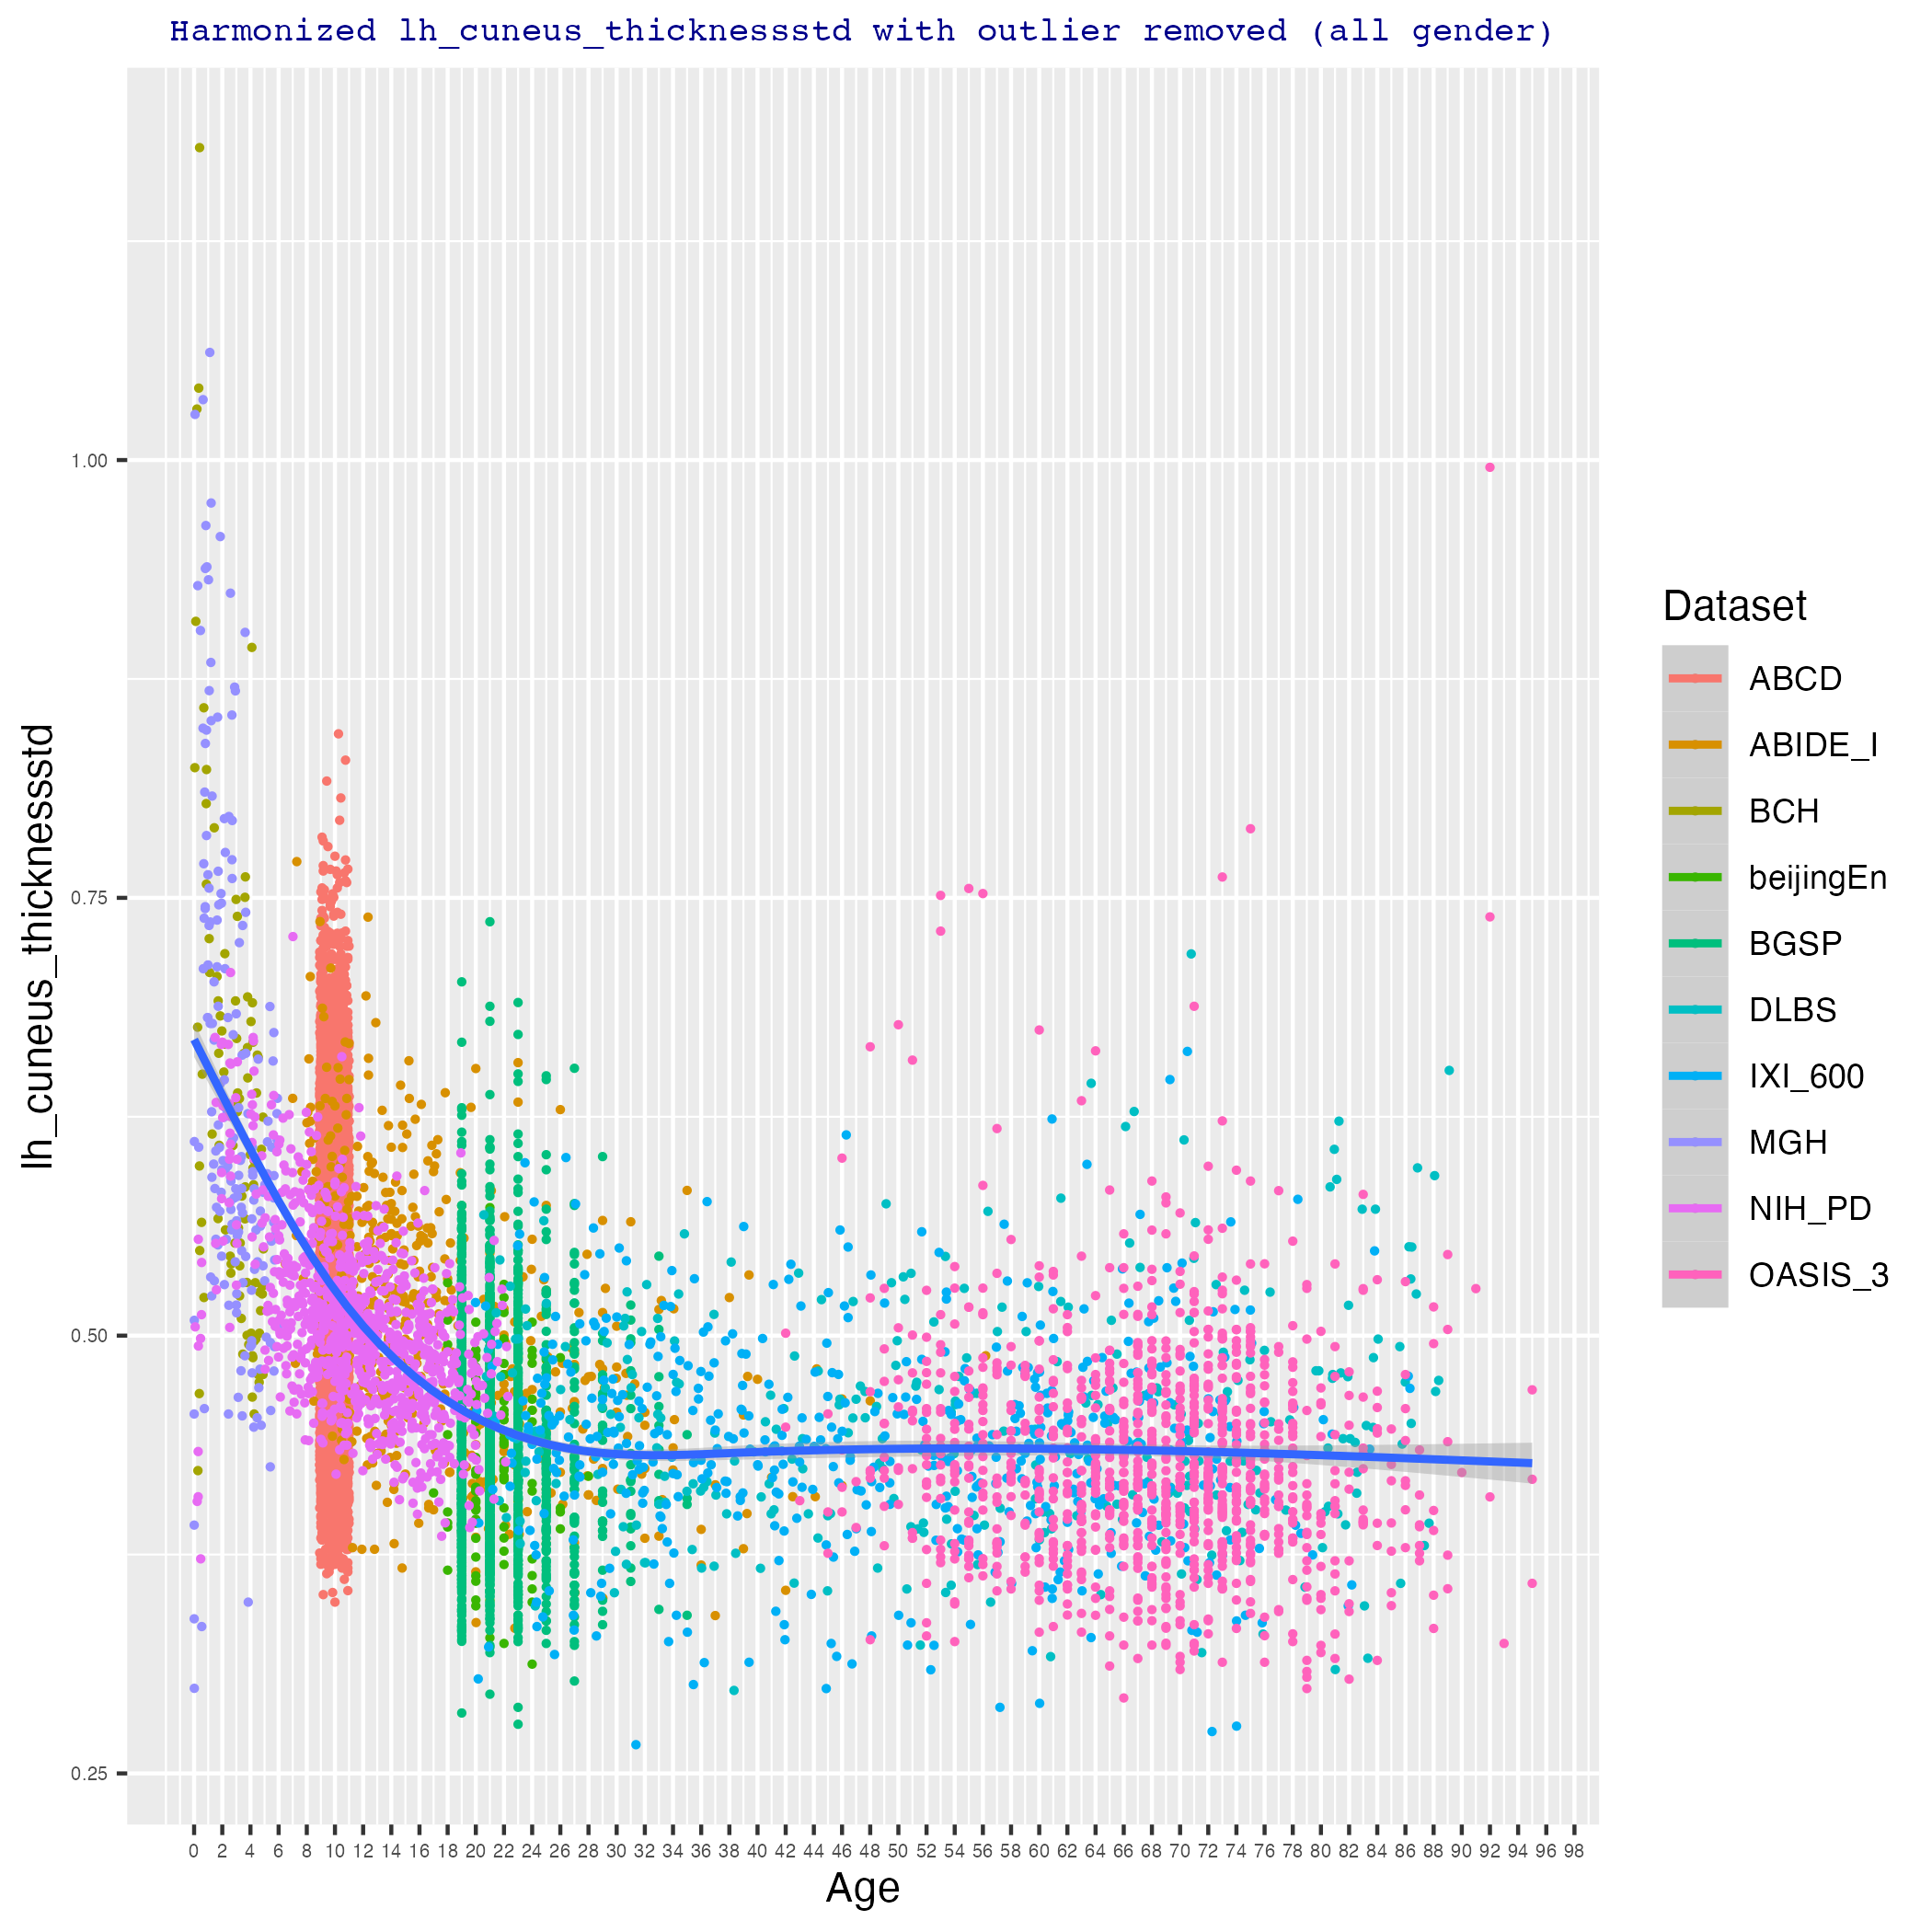 Harmonized lh_cuneus_thicknessstd with outlier removed (all gender)
lh_cuneus_thicknessstd
1.00
0.75
0.50
0.25
0 2 4 6 8 10 12 14 16 18 20 22 24 26 28 30 32 34 36 38 40 42 44 46 48 50 52 54 56 58 60 62 64 66 68 70 72 74 76 78 80 82 84 86 88 90 92 94 96 98
Age
Dataset
ABCD
ABIDE_I
BCH
beijingEn
BGSP
DLBS
IXI_600
MGH
NIH_PD
OASIS_3